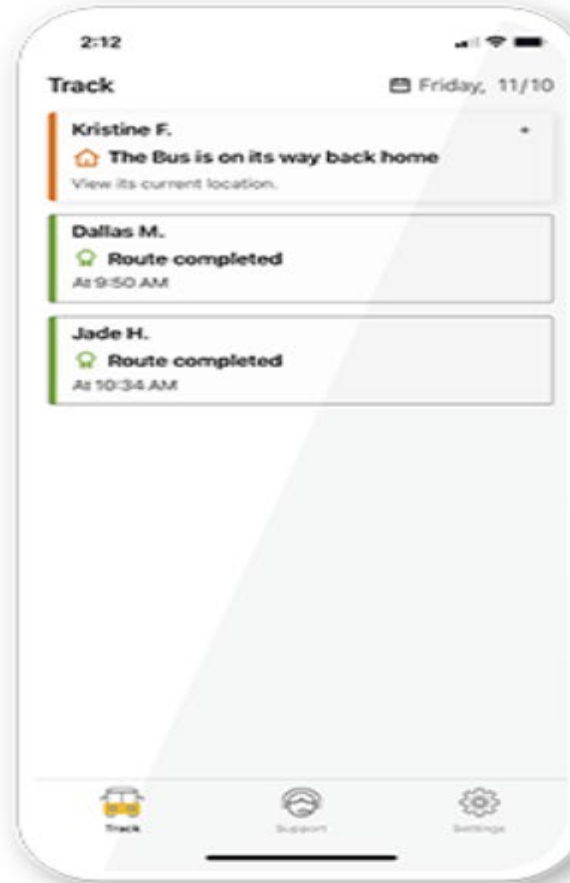 2:12
Track
Friday, 11/10
Kristine F.
The Bus is on its way back home
View its current location.
Dallas M.
Route completed
At 9:50 AM
Jade H.
Route completed
At 10:34 AM
Track
Support
Settings